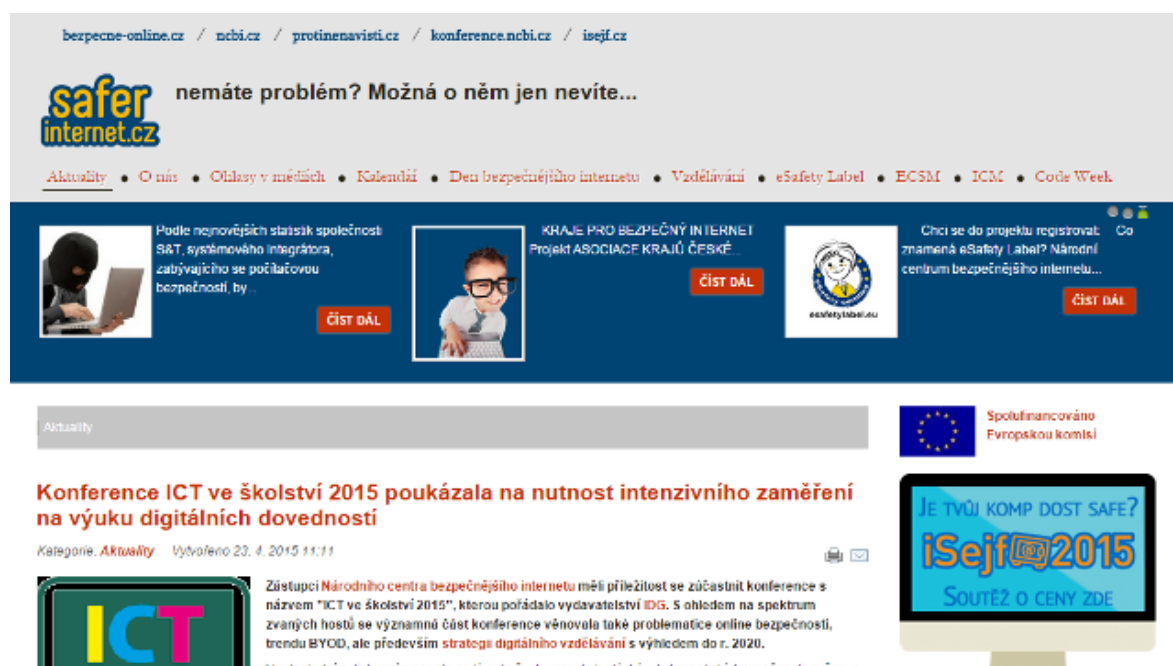 bezpecne-online.cz / ncbi.cz / protinenavisti.cz / konference.ncbi.cz / isejf.cz
safer
internet.cz
nemáte problém? Možná o něm jen nevíte...
Aktuality • O nás • Ohlasy v médiích • Kalendář • Den bezpečnějšího internetu • Vzdělávání • eSafety Label • ECSM • ICM • Code Week
Podle nejnovějších statistik společnosti
S&T, systémového integrátora,
zabývajícího se počítačovou
bezpečností, by...
ČÍST DÁL
KRAJE PRO BEZPEČNÝ INTERNET
Projekt ASOCIACE KRAJŮ ČESKÉ...
ČÍST DÁL
esafetylabel.eu
Chci se do projektu registrovat Co
znamená eSafety Label? Národní
centrum bezpečnějšího internetu...
ČÍST DÁL
Aktuality
Spolufinancováno
Evropskou komisí
Konference ICT ve školství 2015 poukázala na nutnost intenzivního zaměření
na výuku digitálních dovedností
Kategorie: Aktuality Vytvořeno 23. 4. 2015 11:11
ICT
Zástupci Národního centra bezpečnějšího internetu měli příležitost se zúčastnit konference s
názvem "ICT ve školství 2015", kterou pořádalo vydavatelství IDG. S ohledem na spektrum
zvaných hostů se významná část konference věnovala také problematice online bezpečnosti,
trendu BYOD, ale především strategii digitálního vzdělávání s výhledem do r. 2020.
JE TVŮJ KOMP DOST SAFE?
iSejf 2015
SOUTĚŽ O CENY ZDE